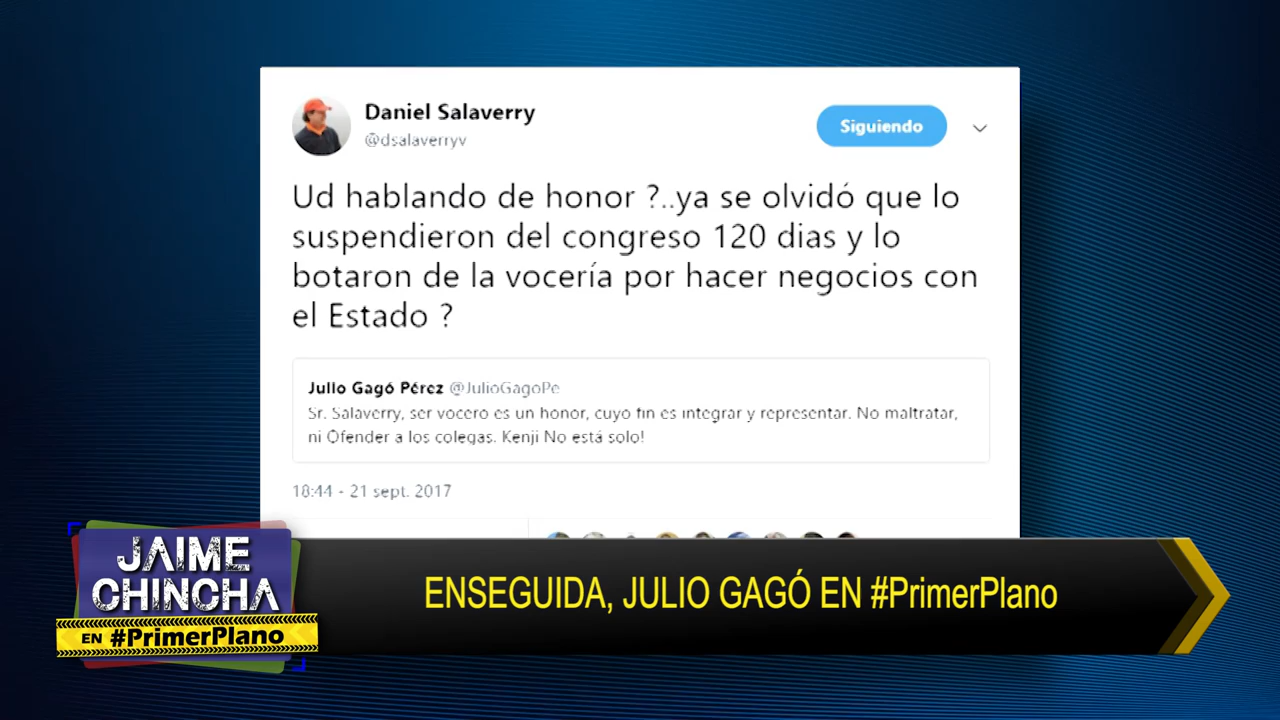 Daniel Salaverry
@dsalaverryv
Siguiendo
Ud hablando de honor ?..ya se olvidó que lo
suspendieron del congreso 120 dias y lo
botaron de la vocería por hacer negocios con
el Estado ?
Julio Gagó Pérez @JulioGagoPe
Sr. Salaverry, ser vocero es un honor, cuyo fin es integrar y representar. No maltratar,
ni Ofender a los colegas. Kenji No está solo!
18:44 - 21 sept. 2017
JAIME
CHINCHA
EN #PrimerPlano
ENSEGUIDA, JULIO GAGÓ EN #PrimerPlano